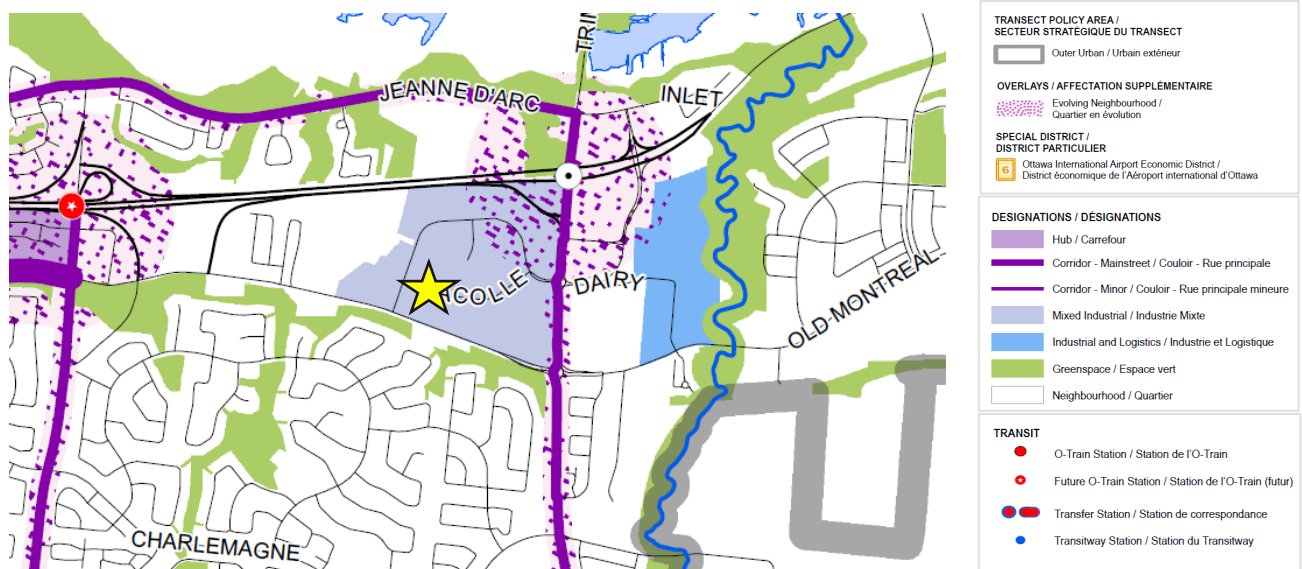 TRIM
JEANNE D'ARC
INLET
ICOLLE
DAIRY
OLD-MONTREAL
CHARLEMAGNE
TRANSECT POLICY AREA /
SECTEUR STRATÉGIQUE DU TRANSECT
Outer Urban / Urbain extérieur
OVERLAYS / AFFECTATION SUPPLÉMENTAIRE
Evolving Neighbourhood /
Quartier en évolution
SPECIAL DISTRICT /
DISTRICT PARTICULIER
6
Ottawa International Airport Economic District /
District économique de l'Aéroport international d'Ottawa
DESIGNATIONS / DÉSIGNATIONS
Hub / Carrefour
Corridor - Mainstreet / Couloir - Rue principale
Corridor - Minor / Couloir - Rue principale mineure
Mixed Industrial / Industrie Mixte
Industrial and Logistics / Industrie et Logistique
Greenspace / Espace vert
Neighbourhood / Quartier
TRANSIT
O-Train Station / Station de l'O-Train
Future O-Train Station / Station de l'O-Train (futur)
Transfer Station / Station de correspondance
Transitway Station / Station du Transitway